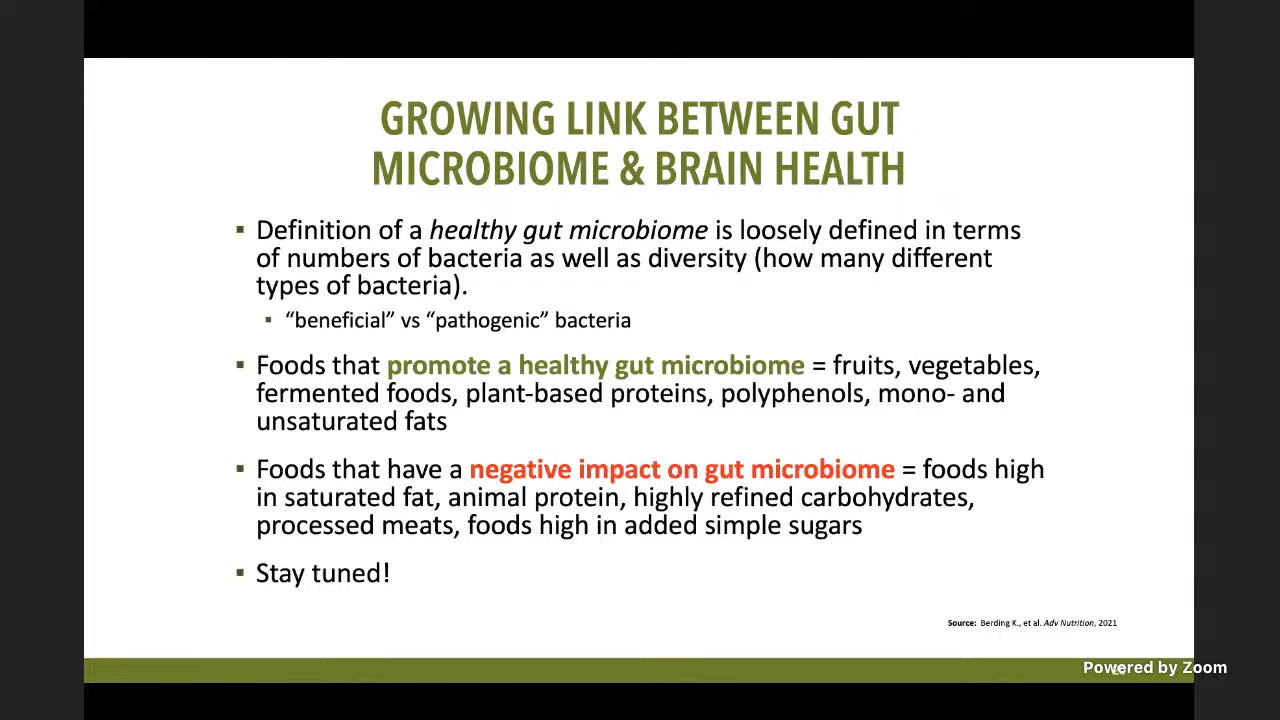 GROWING LINK BETWEEN GUT
MICROBIOME & BRAIN HEALTH
▪ Definition of a healthy gut microbiome is loosely defined in terms
of numbers of bacteria as well as diversity (how many different
types of bacteria).
▪ “beneficial” vs “pathogenic” bacteria
▪ Foods that promote a healthy gut microbiome = fruits, vegetables,
fermented foods, plant-based proteins, polyphenols, mono- and
unsaturated fats
▪ Foods that have a negative impact on gut microbiome = foods high
in saturated fat, animal protein, highly refined carbohydrates,
processed meats, foods high in added simple sugars
▪ Stay tuned!
Source: Berding K., et al. Adv Nutrition, 2021
Powered by Zoom